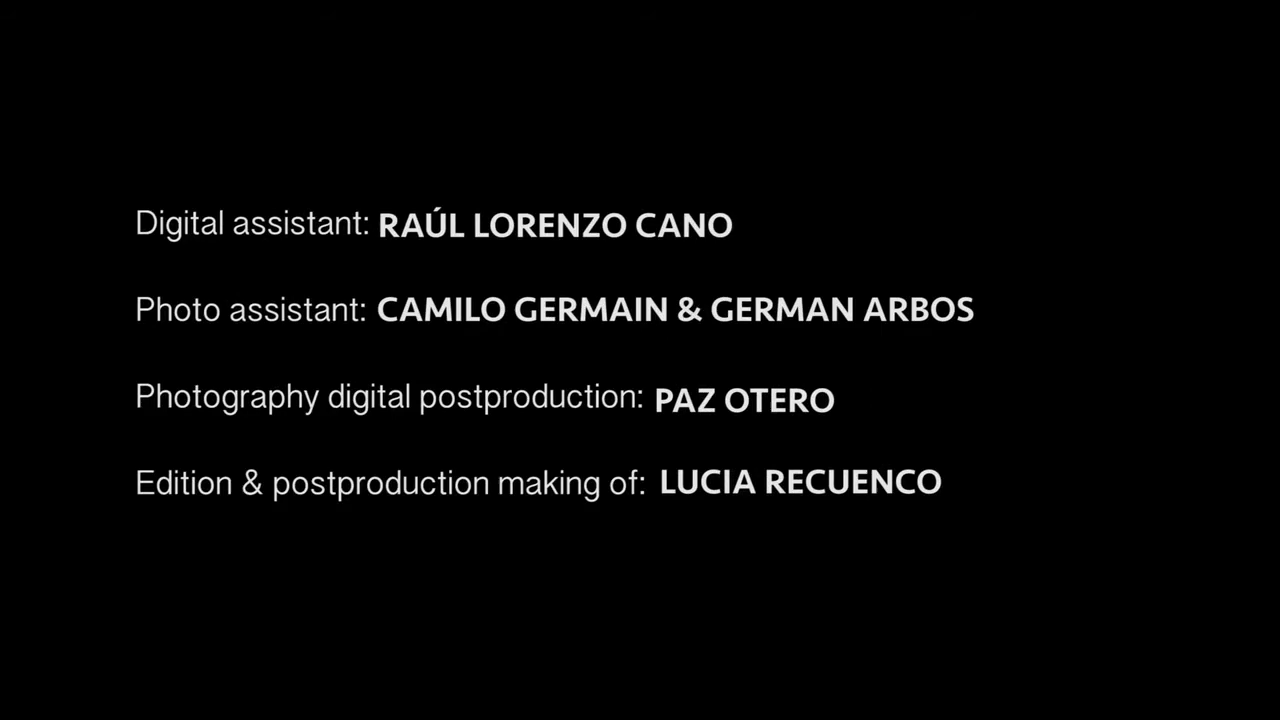 Digital assistant: RAÚL LORENZO CANO
Photo assistant: CAMILO GERMAIN & GERMAN ARBOS
Photography digital postproduction: PAZ OTERO
Edition & postproduction making of: LUCIA RECUENCO